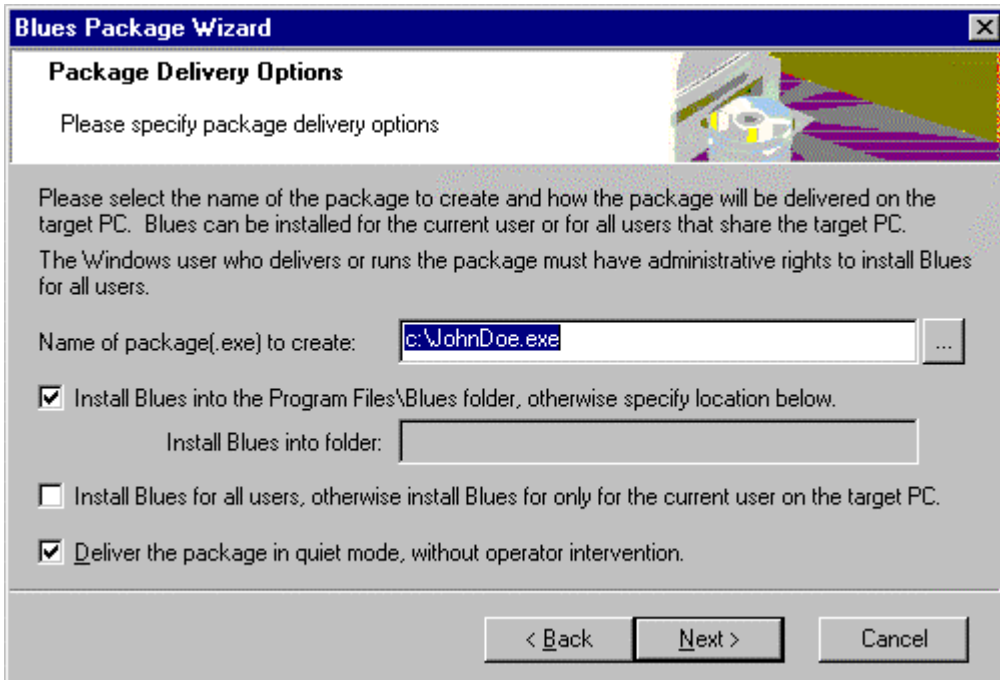 Blues Package Wizard
Package Delivery Options
Please specify package delivery options
Please select the name of the package to create and how the package will be delivered on the
target PC.  Blues can be installed for the current user or for all users that share the target PC.
The Windows user who delivers or runs the package must have administrative rights to install Blues
for all users.
Name of package(.exe) to create: c:\JohnDoe.exe ...
Install Blues into the Program Files\Blues folder, otherwise specify location below.
Install Blues into folder:
Install Blues for all users, otherwise install Blues for only for the current user on the target PC.
Deliver the package in quiet mode, without operator intervention.
< Back Next > Cancel